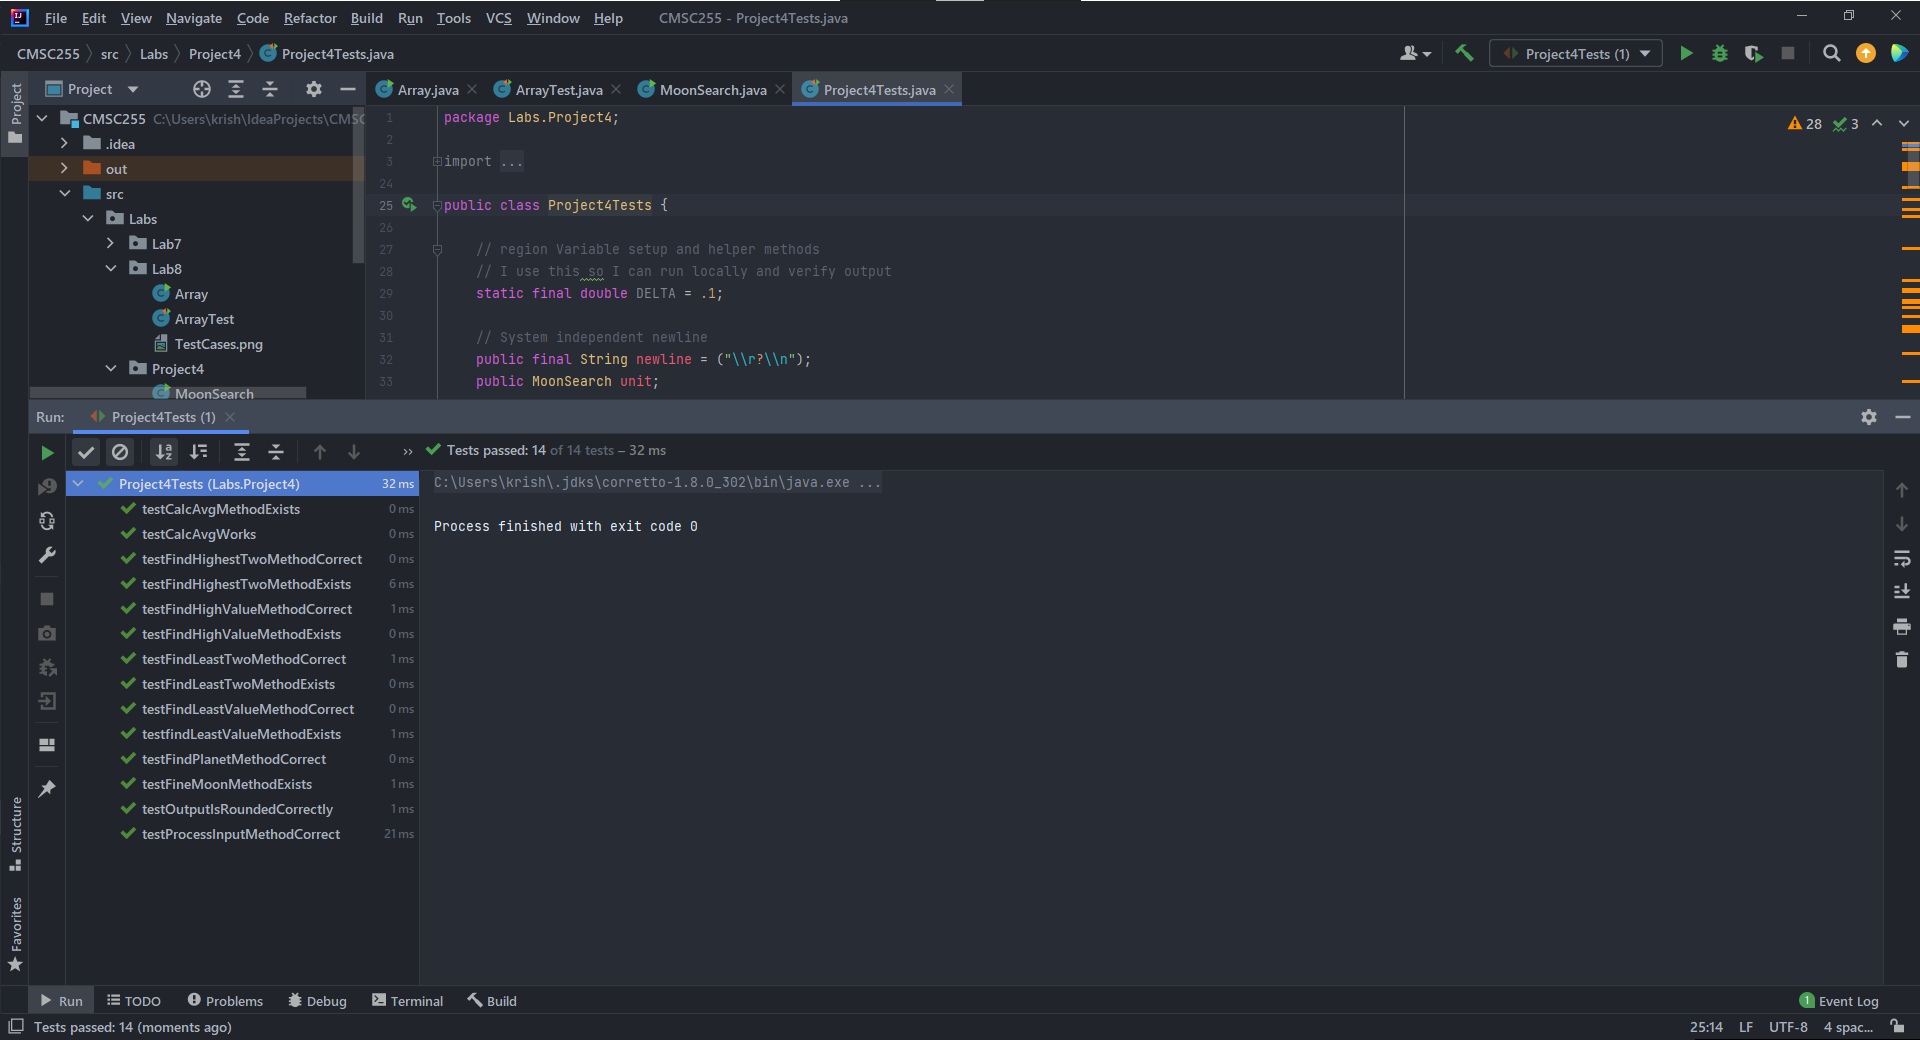 File Edit View Navigate Code Refactor Build Run Tools VCS Window Help CMSC255 - Project4Tests.java
CMSC255 src Labs Project4 Project4Tests.java Project4Tests (1)
Project Array.java ArrayTest.java MoonSearch.java Project4Tests.java
Project
CMSC255 C:\Users\krish\IdeaProjects\CMSC
.idea
out
src
Labs
Lab7
Lab8
Array
ArrayTest
TestCases.png
Project4
MoonSearch
28 3
1 package Labs.Project4;
2
3 import ...
24
25 public class Project4Tests {
26
27 // region Variable setup and helper methods
28 // I use this so I can run locally and verify output
29 static final double DELTA = .1;
30
31 // System independent newline
32 public final String newline = ("\\r?\\n");
33 public MoonSearch unit;
Run: Project4Tests (1)
» Tests passed: 14 of 14 tests – 32 ms
Project4Tests (Labs.Project4) 32 ms
testCalcAvgMethodExists 0 ms
testCalcAvgWorks 0 ms
testFindHighestTwoMethodCorrect 0 ms
testFindHighestTwoMethodExists 6 ms
testFindHighValueMethodCorrect 1 ms
testFindHighValueMethodExists 0 ms
testFindLeastTwoMethodCorrect 1 ms
testFindLeastTwoMethodExists 0 ms
testFindLeastValueMethodCorrect 0 ms
testfindLeastValueMethodExists 1 ms
testFindPlanetMethodCorrect 0 ms
testFineMoonMethodExists 1 ms
testOutputIsRoundedCorrectly 1 ms
testProcessInputMethodCorrect 21 ms
C:\Users\krish\.jdks\corretto-1.8.0_302\bin\java.exe ...
Process finished with exit code 0
Structure
Favorites
Run TODO Problems Debug Terminal Build 1 Event Log
Tests passed: 14 (moments ago) 25:14 LF UTF-8 4 spac...